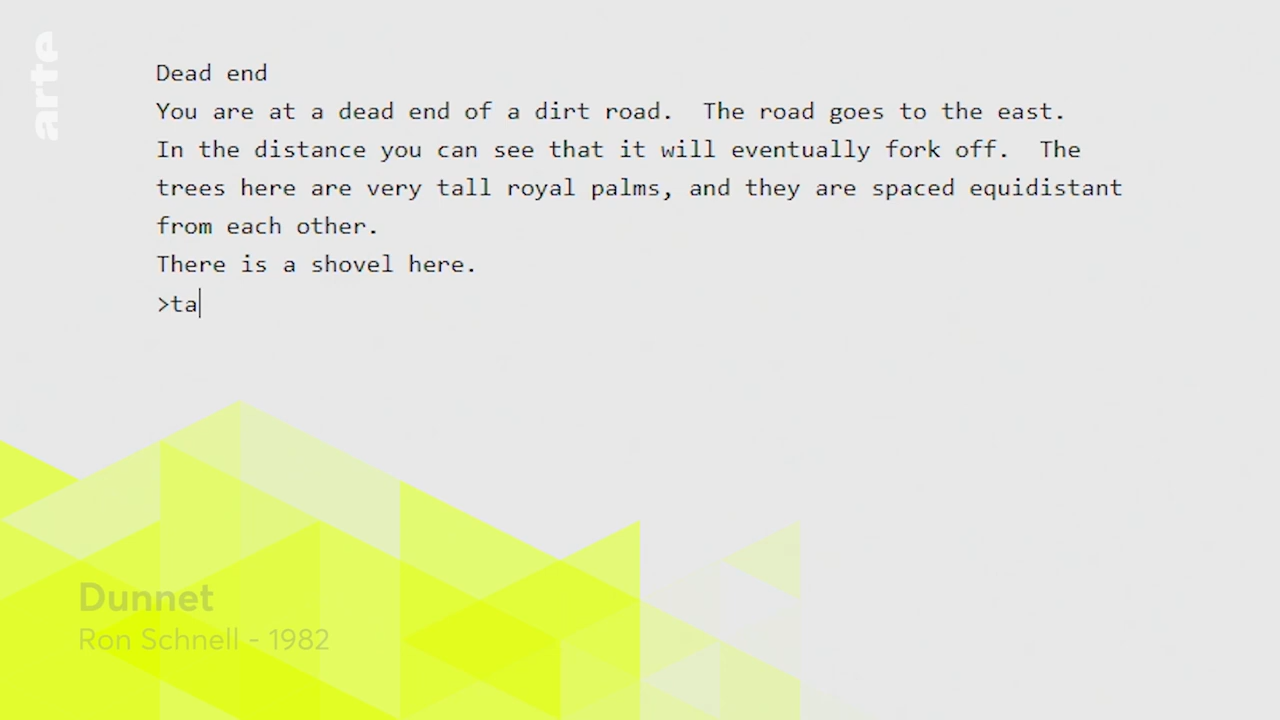 arte
Dead end
You are at a dead end of a dirt road.  The road goes to the east.
In the distance you can see that it will eventually fork off.  The
trees here are very tall royal palms, and they are spaced equidistant
from each other.
There is a shovel here.
>ta
Dunnet
Ron Schnell - 1982